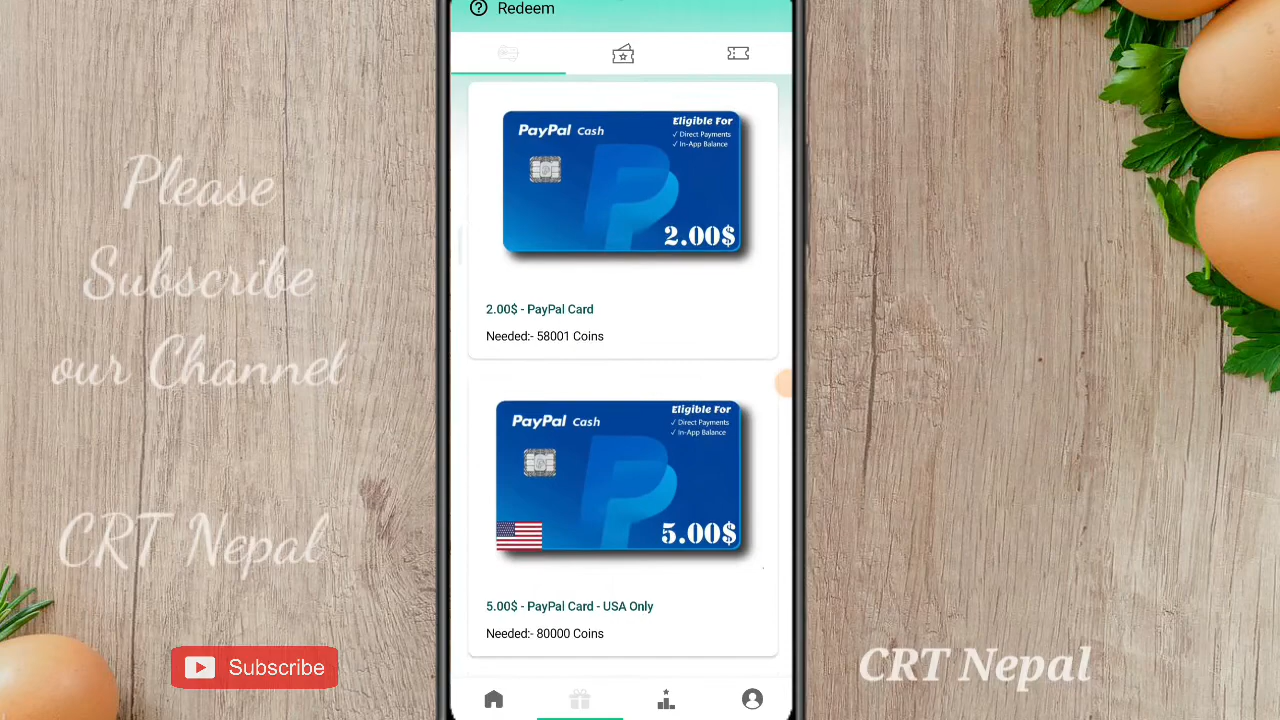 Redeem
PayPal Cash
Eligible For
✓ Direct Payments
✓ In-App Balance
2.00$
2.00$ - PayPal Card
Needed:- 58001 Coins
PayPal Cash
Eligible For
✓ Direct Payments
✓ In-App Balance
5.00$
5.00$ - PayPal Card - USA Only
Needed:- 80000 Coins
Please
Subscribe
our Channel
CRT Nepal
Subscribe
CRT Nepal